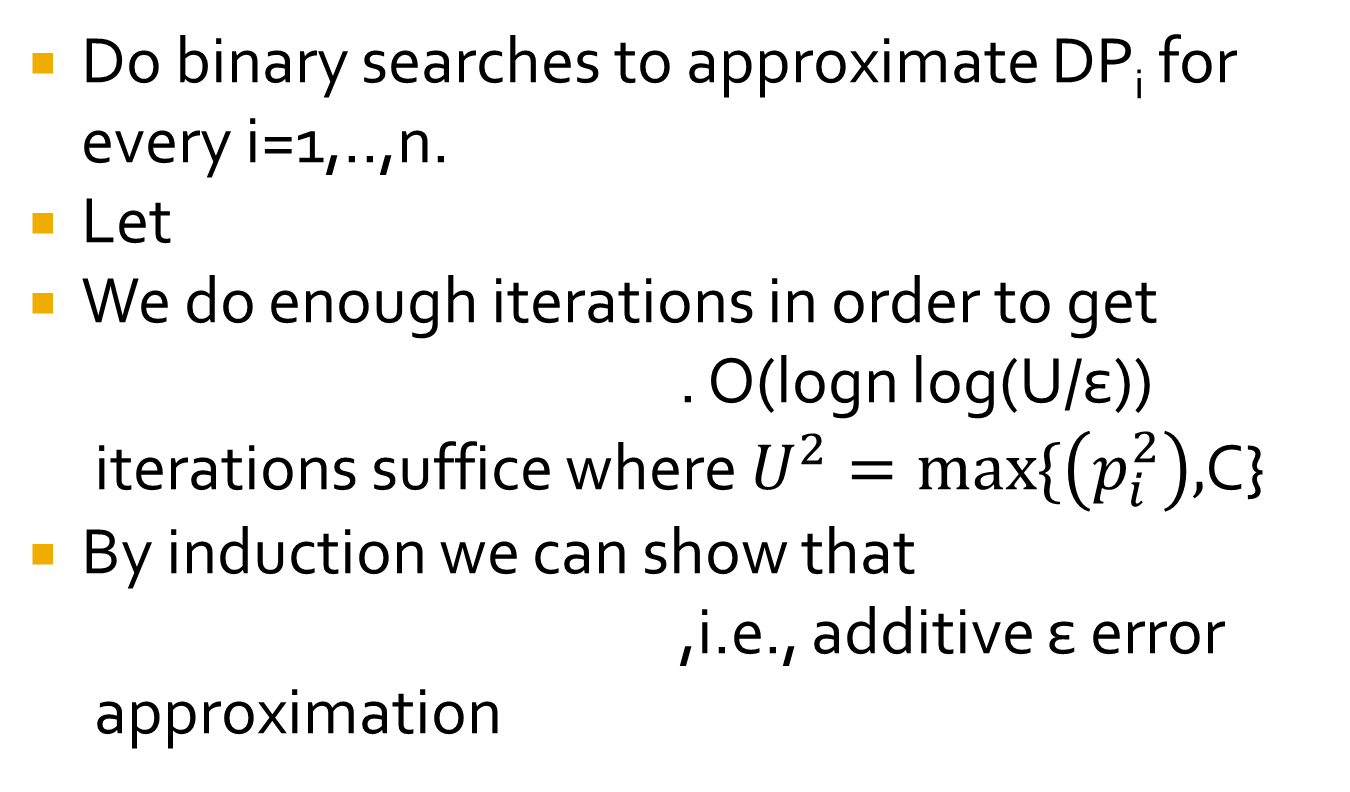 ▪ Do binary searches to approximate DPᵢ for
every i=1,..,n.
▪ Let
▪ We do enough iterations in order to get
. O(logn log(U/ε))
iterations suffice where U² = max{(pᵢ²),C}
▪ By induction we can show that
,i.e., additive ε error
approximation